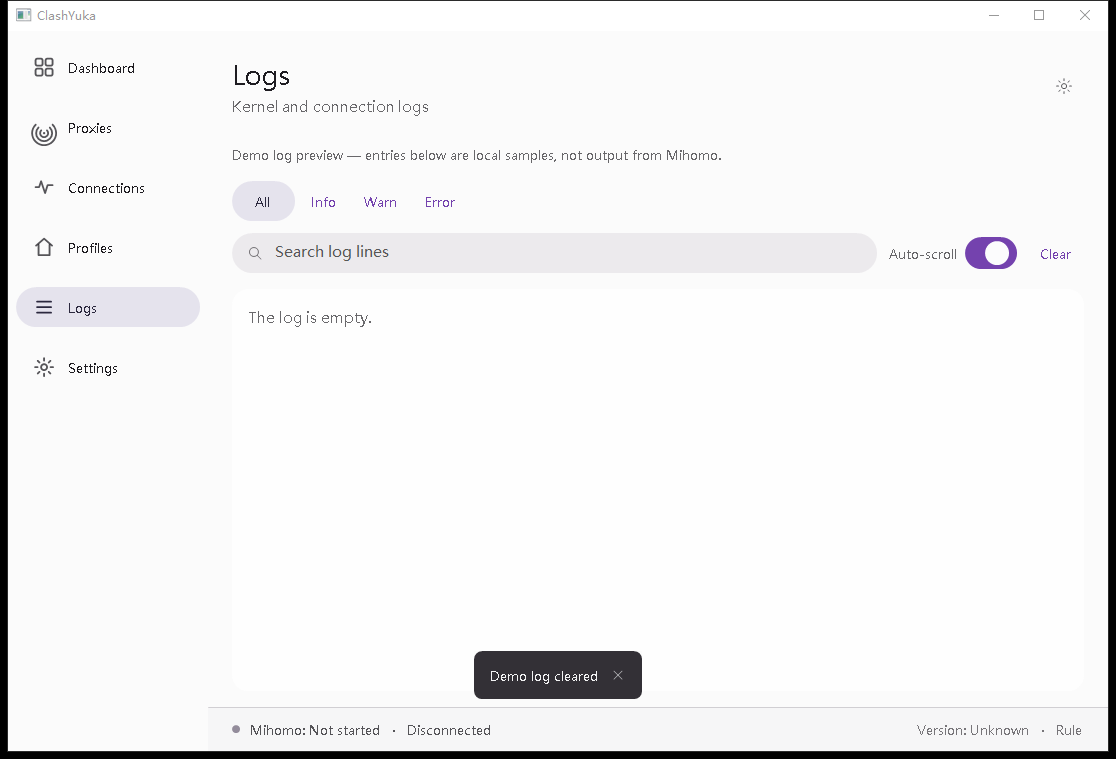 ClashYuka
Dashboard
Proxies
Connections
Profiles
Logs
Settings
Logs
Kernel and connection logs
Demo log preview — entries below are local samples, not output from Mihomo.
All Info Warn Error
Search log lines Auto-scroll Clear
The log is empty.
Demo log cleared
Mihomo: Not started · Disconnected Version: Unknown · Rule